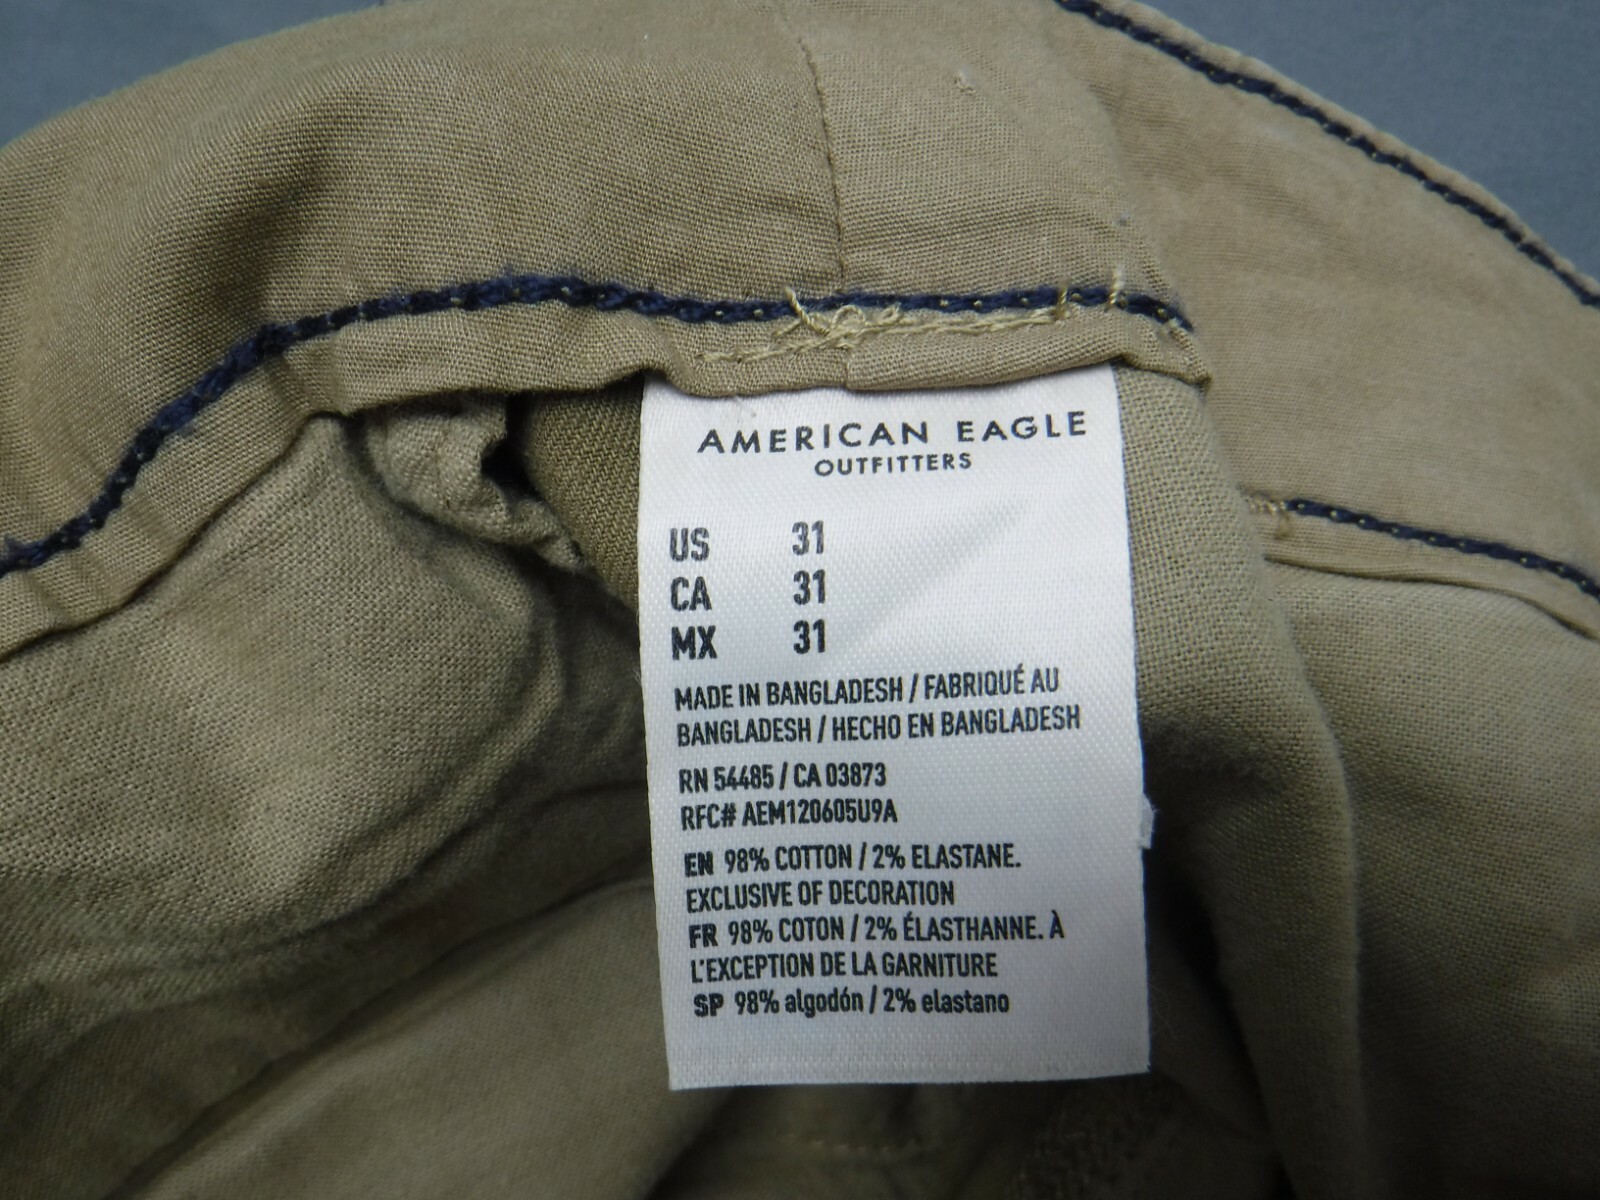 AMERICAN EAGLE
OUTFITTERS
US 31
CA 31
MX 31
MADE IN BANGLADESH / FABRIQUÉ AU
BANGLADESH / HECHO EN BANGLADESH
RN 54485 / CA 03873
RFC# AEM120605U9A
EN 98% COTTON / 2% ELASTANE.
EXCLUSIVE OF DECORATION
FR 98% COTON / 2% ÉLASTHANNE. À
L'EXCEPTION DE LA GARNITURE
SP 98% algodón / 2% elastano